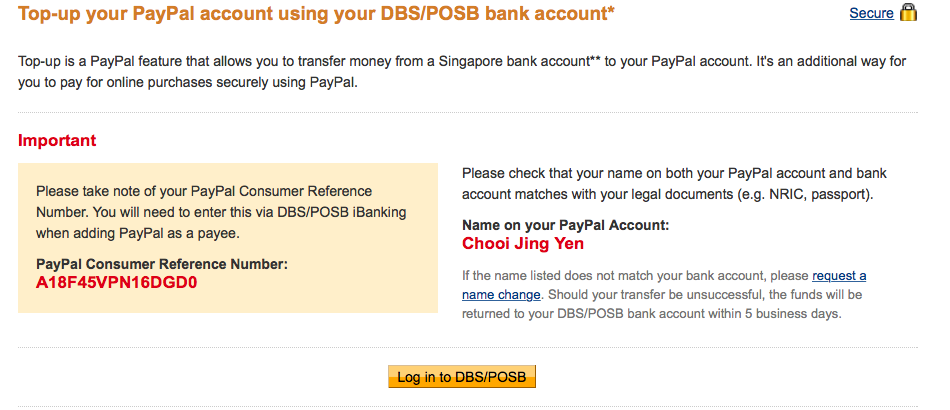 Top-up your PayPal account using your DBS/POSB bank account*
Secure
Top-up is a PayPal feature that allows you to transfer money from a Singapore bank account** to your PayPal account. It's an additional way for
you to pay for online purchases securely using PayPal.
Important
Please take note of your PayPal Consumer Reference
Number. You will need to enter this via DBS/POSB iBanking
when adding PayPal as a payee.
PayPal Consumer Reference Number:
A18F45VPN16DGD0
Please check that your name on both your PayPal account and bank
account matches with your legal documents (e.g. NRIC, passport).
Name on your PayPal Account:
Chooi Jing Yen
If the name listed does not match your bank account, please request a
name change. Should your transfer be unsuccessful, the funds will be
returned to your DBS/POSB bank account within 5 business days.
Log in to DBS/POSB